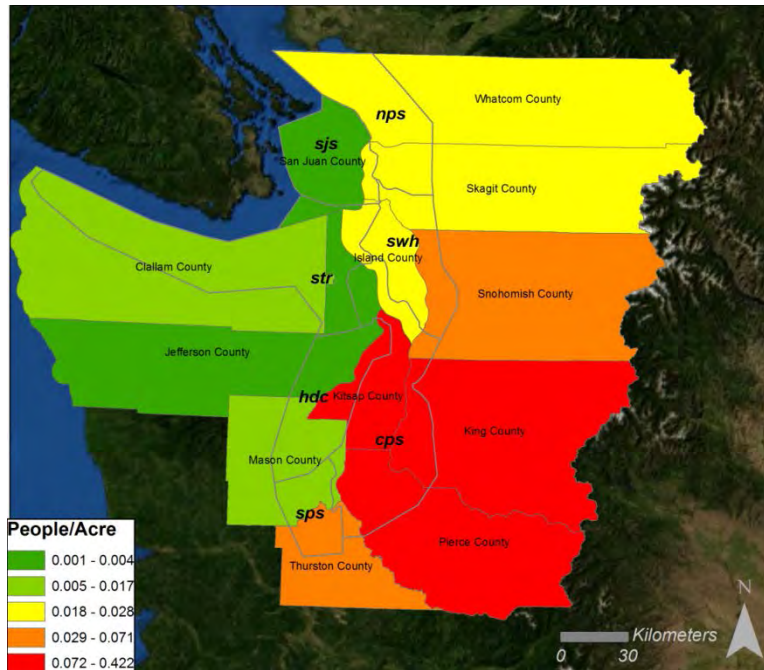 nps
Whatcom County
sjs
San Juan County
Skagit County
swh
Island County
Clallam County
str
Snohomish County
Jefferson County
hdc
Kitsap County
King County
cps
Mason County
sps
Pierce County
Thurston County
People/Acre
0.001 - 0.004
0.005 - 0.017
0.018 - 0.028
0.029 - 0.071
0.072 - 0.422
N
Kilometers
0 30